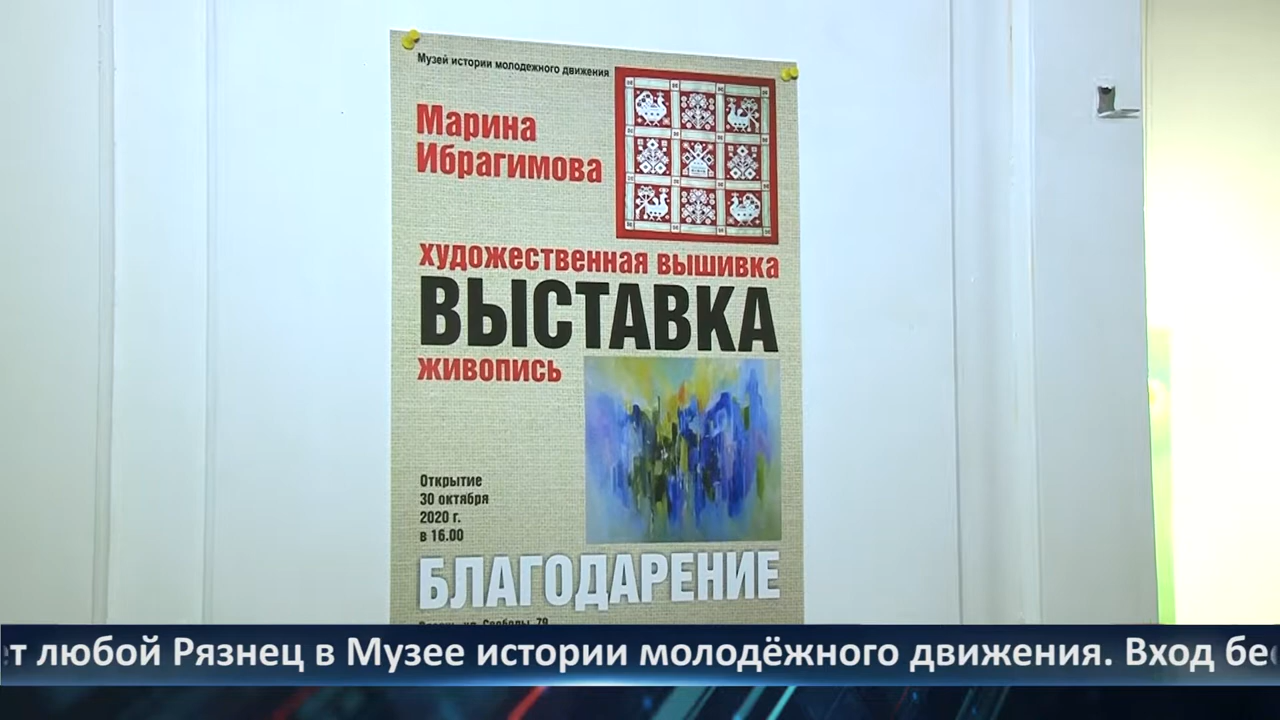 Музей истории молодежного движения
Марина
Ибрагимова
художественная вышивка
ВЫСТАВКА
живопись
Открытие
30 октября
2020 г.
в 16.00
БЛАГОДАРЕНИЕ
любой Рязнец в Музее истории молодёжного движения. Вход